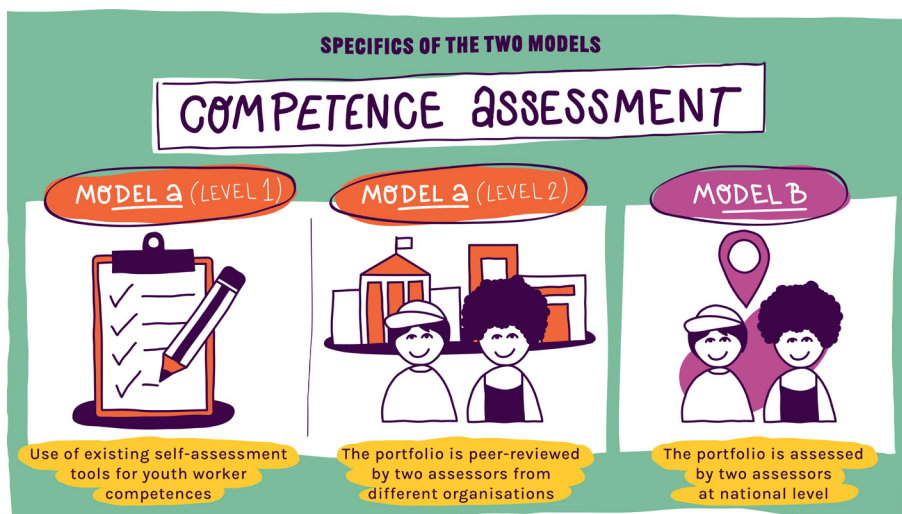 SPECIFICS OF THE TWO MODELS
COMPETENCE aSSESSMENT
MODEL a (LEVEL 1)
MODEL a (LEVEL 2)
MODEL B
Use of existing self-assessment
tools for youth worker
competences
The portfolio is peer-reviewed
by two assessors from
different organisations
The portfolio is assessed
by two assessors
at national level